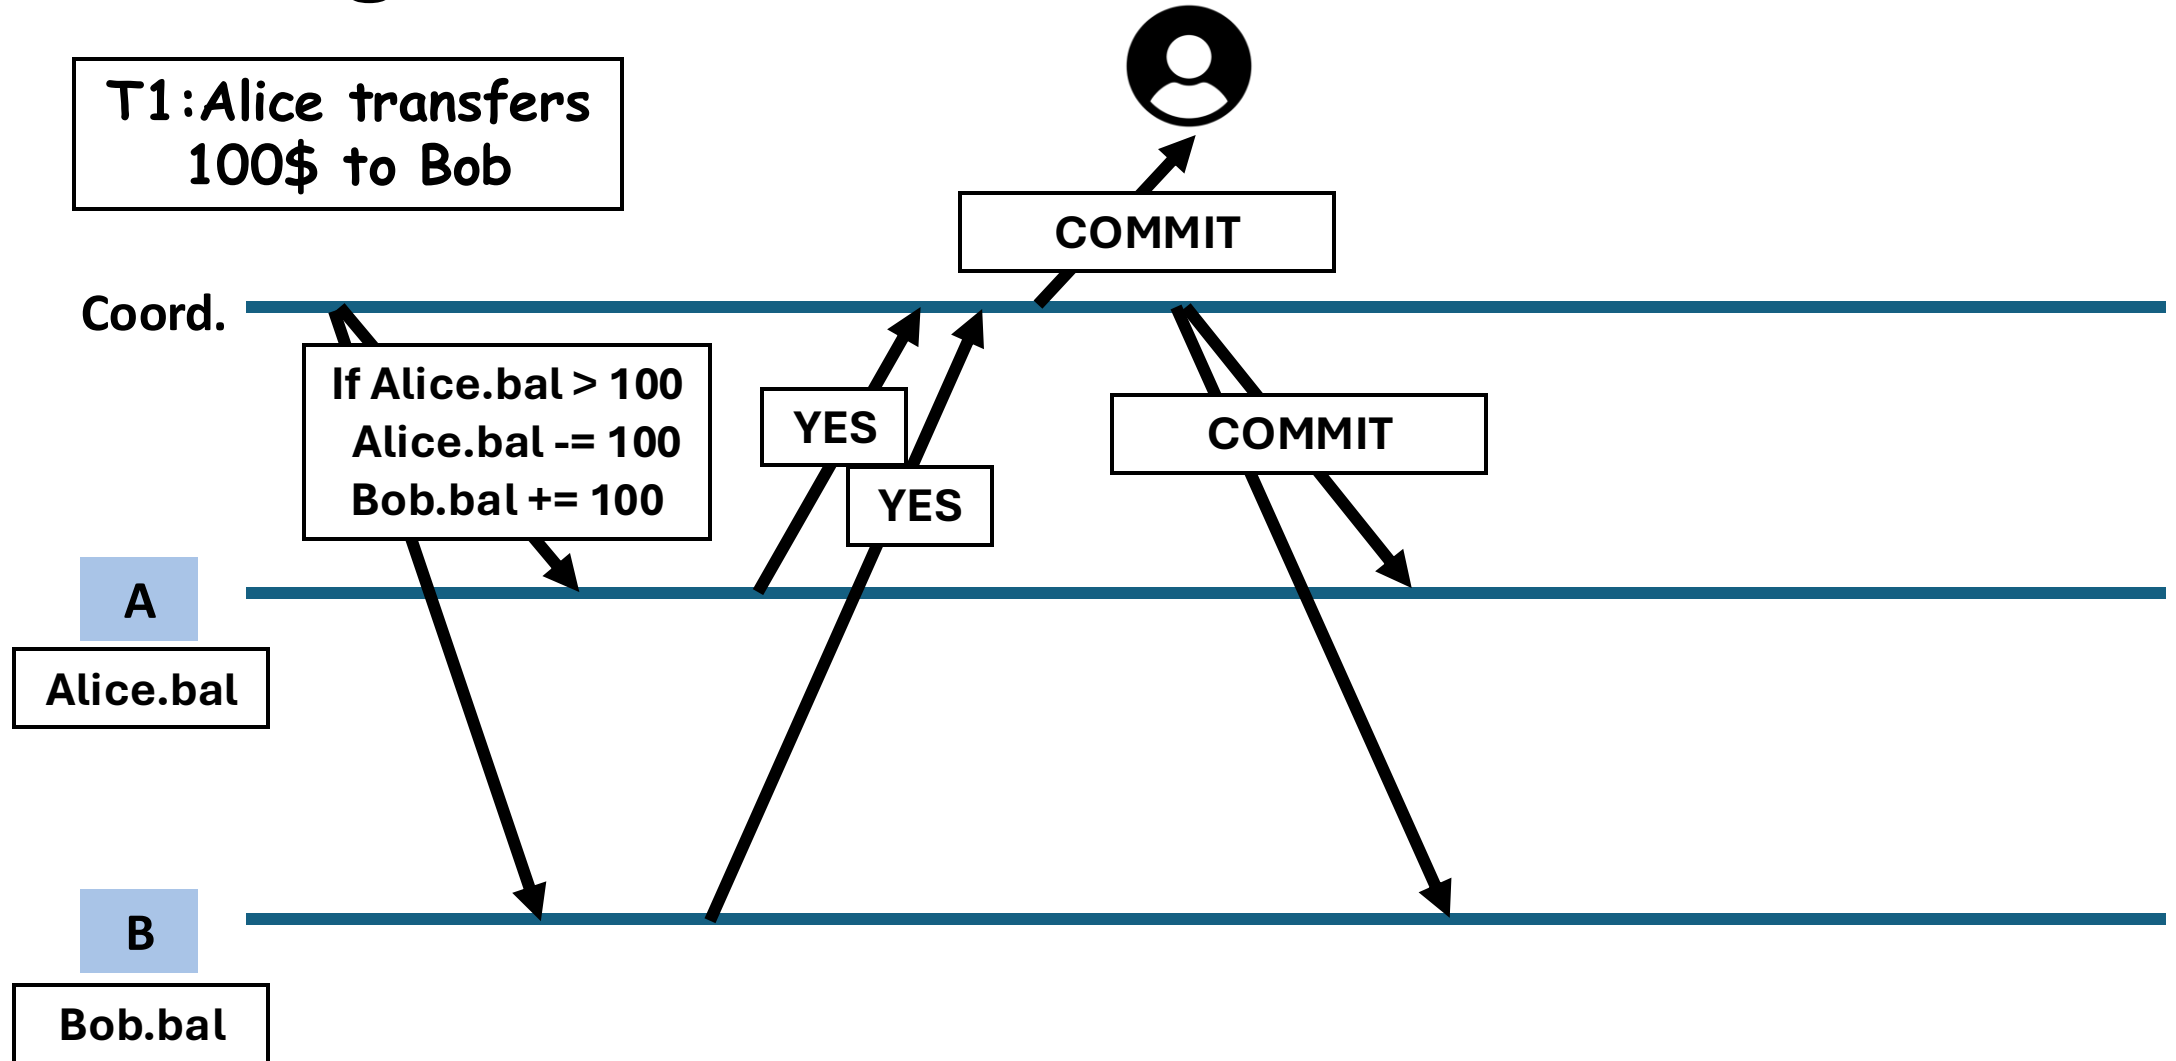 T1:Alice transfers
100$ to Bob
COMMIT
Coord.
If Alice.bal > 100
Alice.bal -= 100
Bob.bal += 100
YES
YES
COMMIT
A
Alice.bal
B
Bob.bal